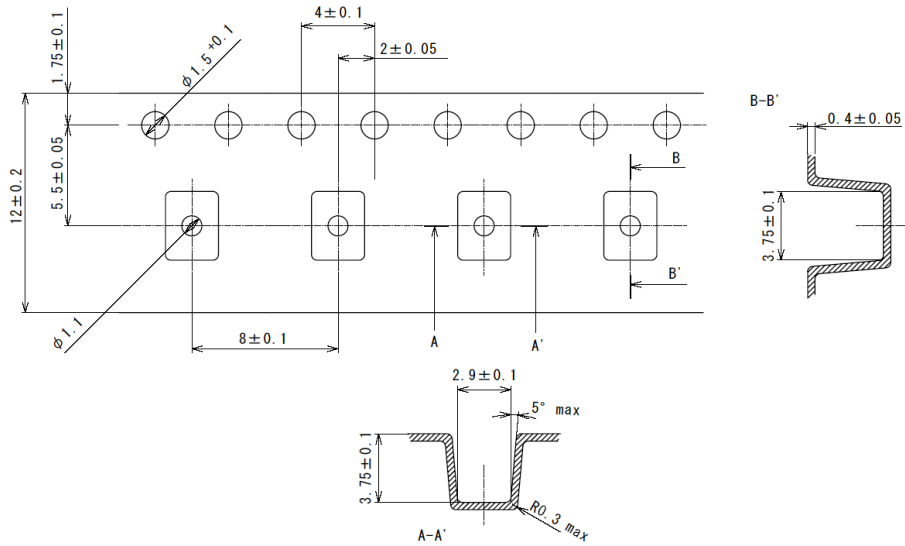 4±0.1
2±0.05
1.75±0.1
φ1.5 +0.1
5.5±0.05
12±0.2
φ1.1
8±0.1
B
B'
A
A'
B-B'
0.4±0.05
3.75±0.1
2.9±0.1
5° max
3.75±0.1
R0.3 max
A-A'